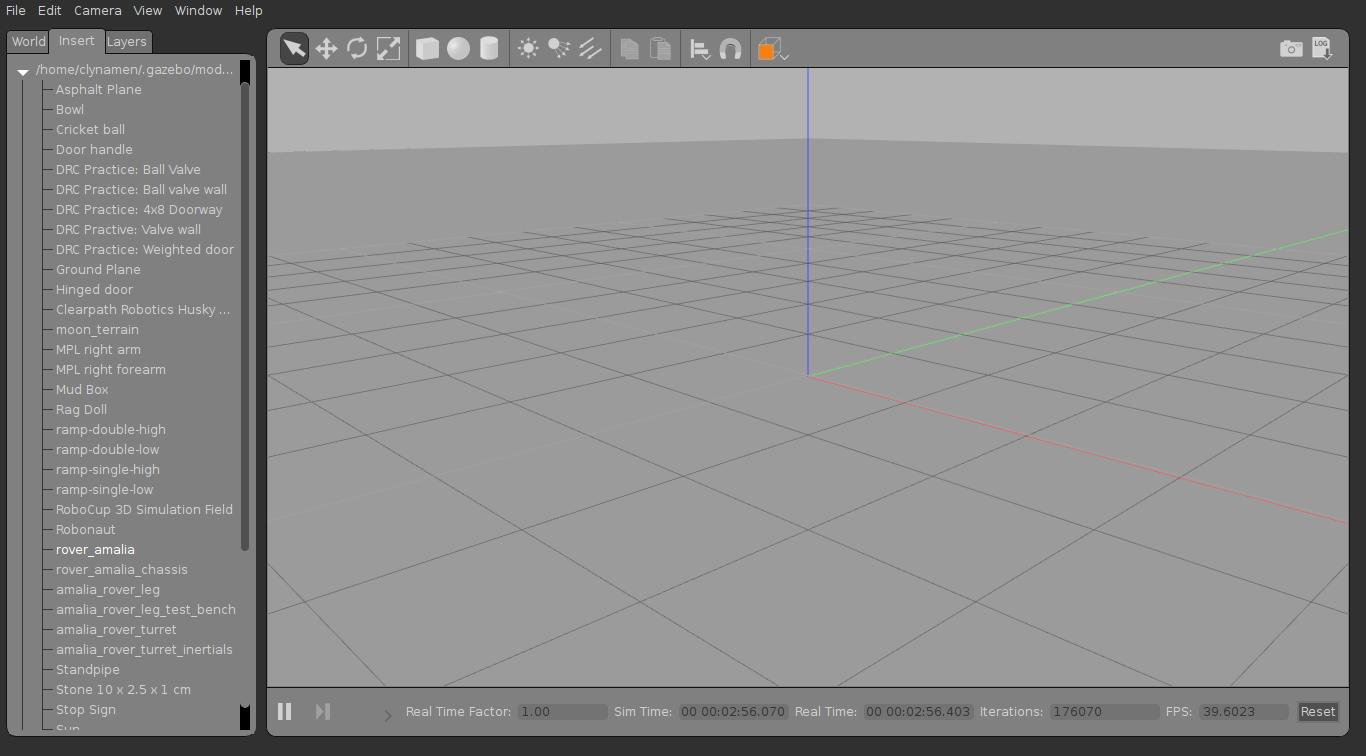 File Edit Camera View Window Help
World Insert Layers
LOG
/home/clynamen/.gazebo/mod...
Asphalt Plane
Bowl
Cricket ball
Door handle
DRC Practice: Ball Valve
DRC Practice: Ball valve wall
DRC Practice: 4x8 Doorway
DRC Practive: Valve wall
DRC Practice: Weighted door
Ground Plane
Hinged door
Clearpath Robotics Husky ...
moon_terrain
MPL right arm
MPL right forearm
Mud Box
Rag Doll
ramp-double-high
ramp-double-low
ramp-single-high
ramp-single-low
RoboCup 3D Simulation Field
Robonaut
rover_amalia
rover_amalia_chassis
amalia_rover_leg
amalia_rover_leg_test_bench
amalia_rover_turret
amalia_rover_turret_inertials
Standpipe
Stone 10 x 2.5 x 1 cm
Stop Sign
Sun
Real Time Factor: 1.00 Sim Time: 00 00:02:56.070 Real Time: 00 00:02:56.403 Iterations: 176070 FPS: 39.6023 Reset